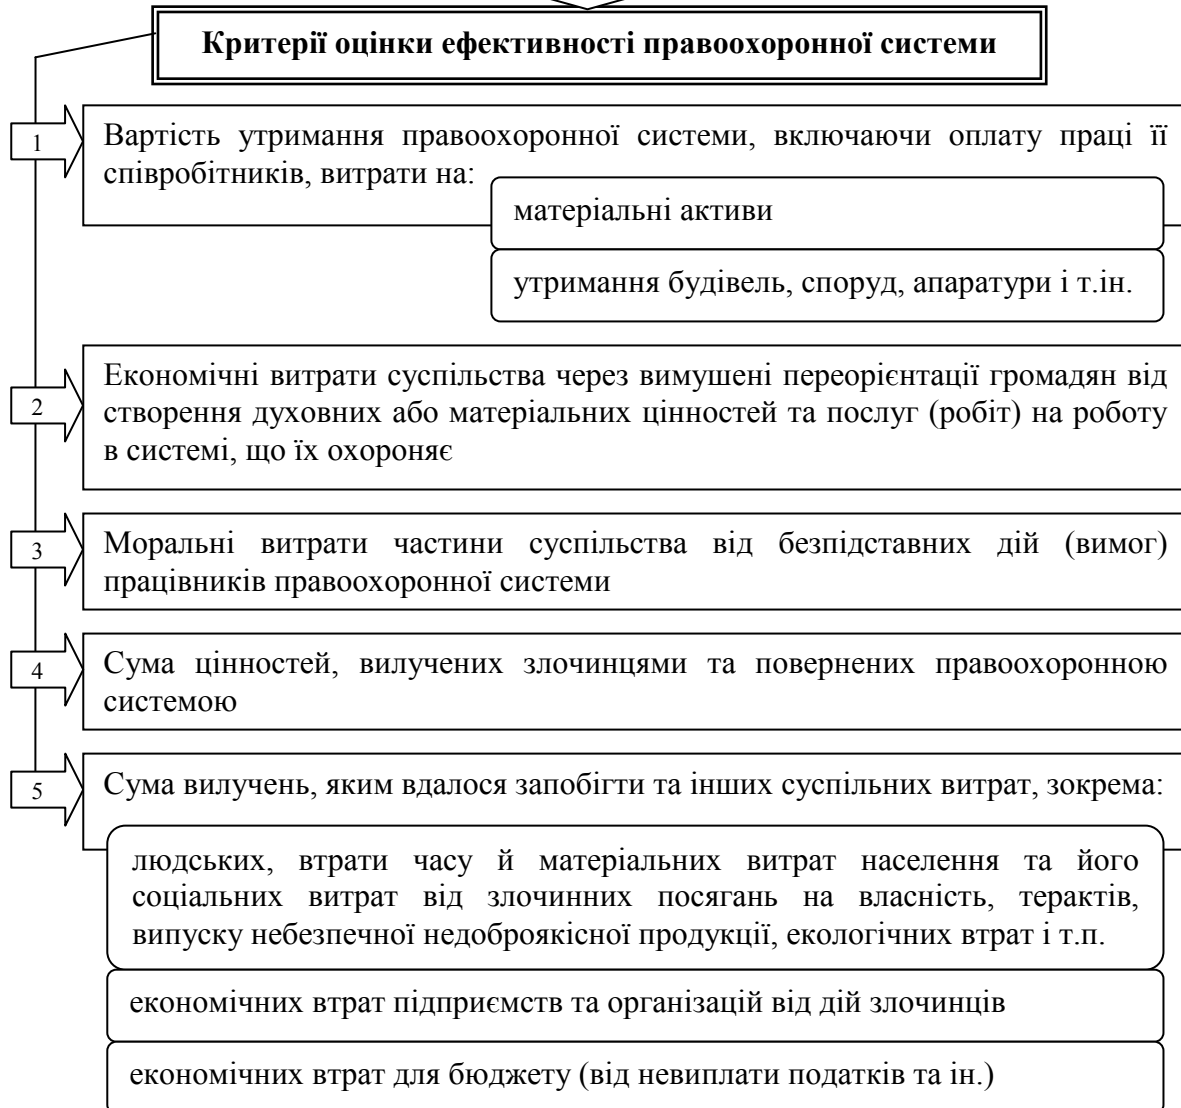 Критерії оцінки ефективності правоохоронної системи
1
Вартість утримання правоохоронної системи, включаючи оплату праці її
співробітників, витрати на:
матеріальні активи
утримання будівель, споруд, апаратури і т.ін.
2
Економічні витрати суспільства через вимушені переорієнтації громадян від
створення духовних або матеріальних цінностей та послуг (робіт) на роботу
в системі, що їх охороняє
3
Моральні витрати частини суспільства від безпідставних дій (вимог)
працівників правоохоронної системи
4
Сума цінностей, вилучених злочинцями та повернених правоохоронною
системою
5
Сума вилучень, яким вдалося запобігти та інших суспільних витрат, зокрема:
людських, втрати часу й матеріальних витрат населення та його
соціальних витрат від злочинних посягань на власність, терактів,
випуску небезпечної недоброякісної продукції, екологічних втрат і т.п.
економічних втрат підприємств та організацій від дій злочинців
економічних втрат для бюджету (від невиплати податків та ін.)